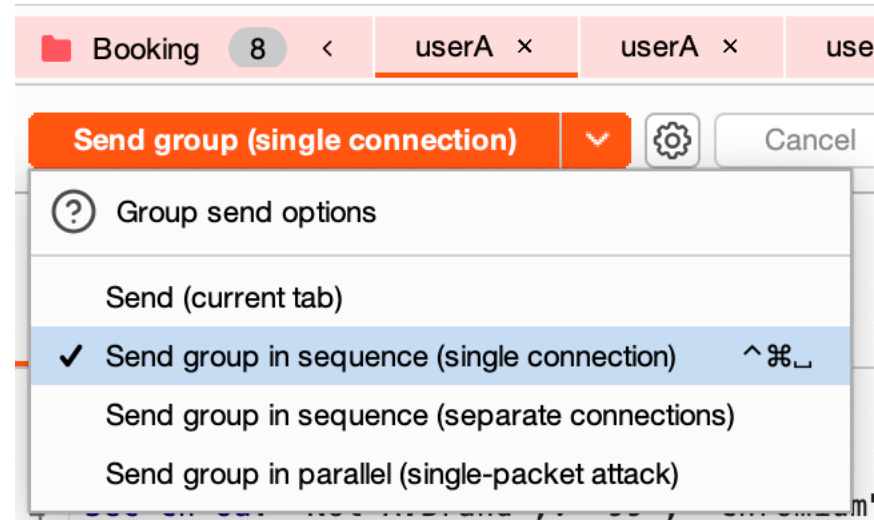 Booking 8 < userA × userA × use
Send group (single connection) Cancel
Group send options
Send (current tab)
✓ Send group in sequence (single connection) ^⌘⎵
Send group in sequence (separate connections)
Send group in parallel (single-packet attack)